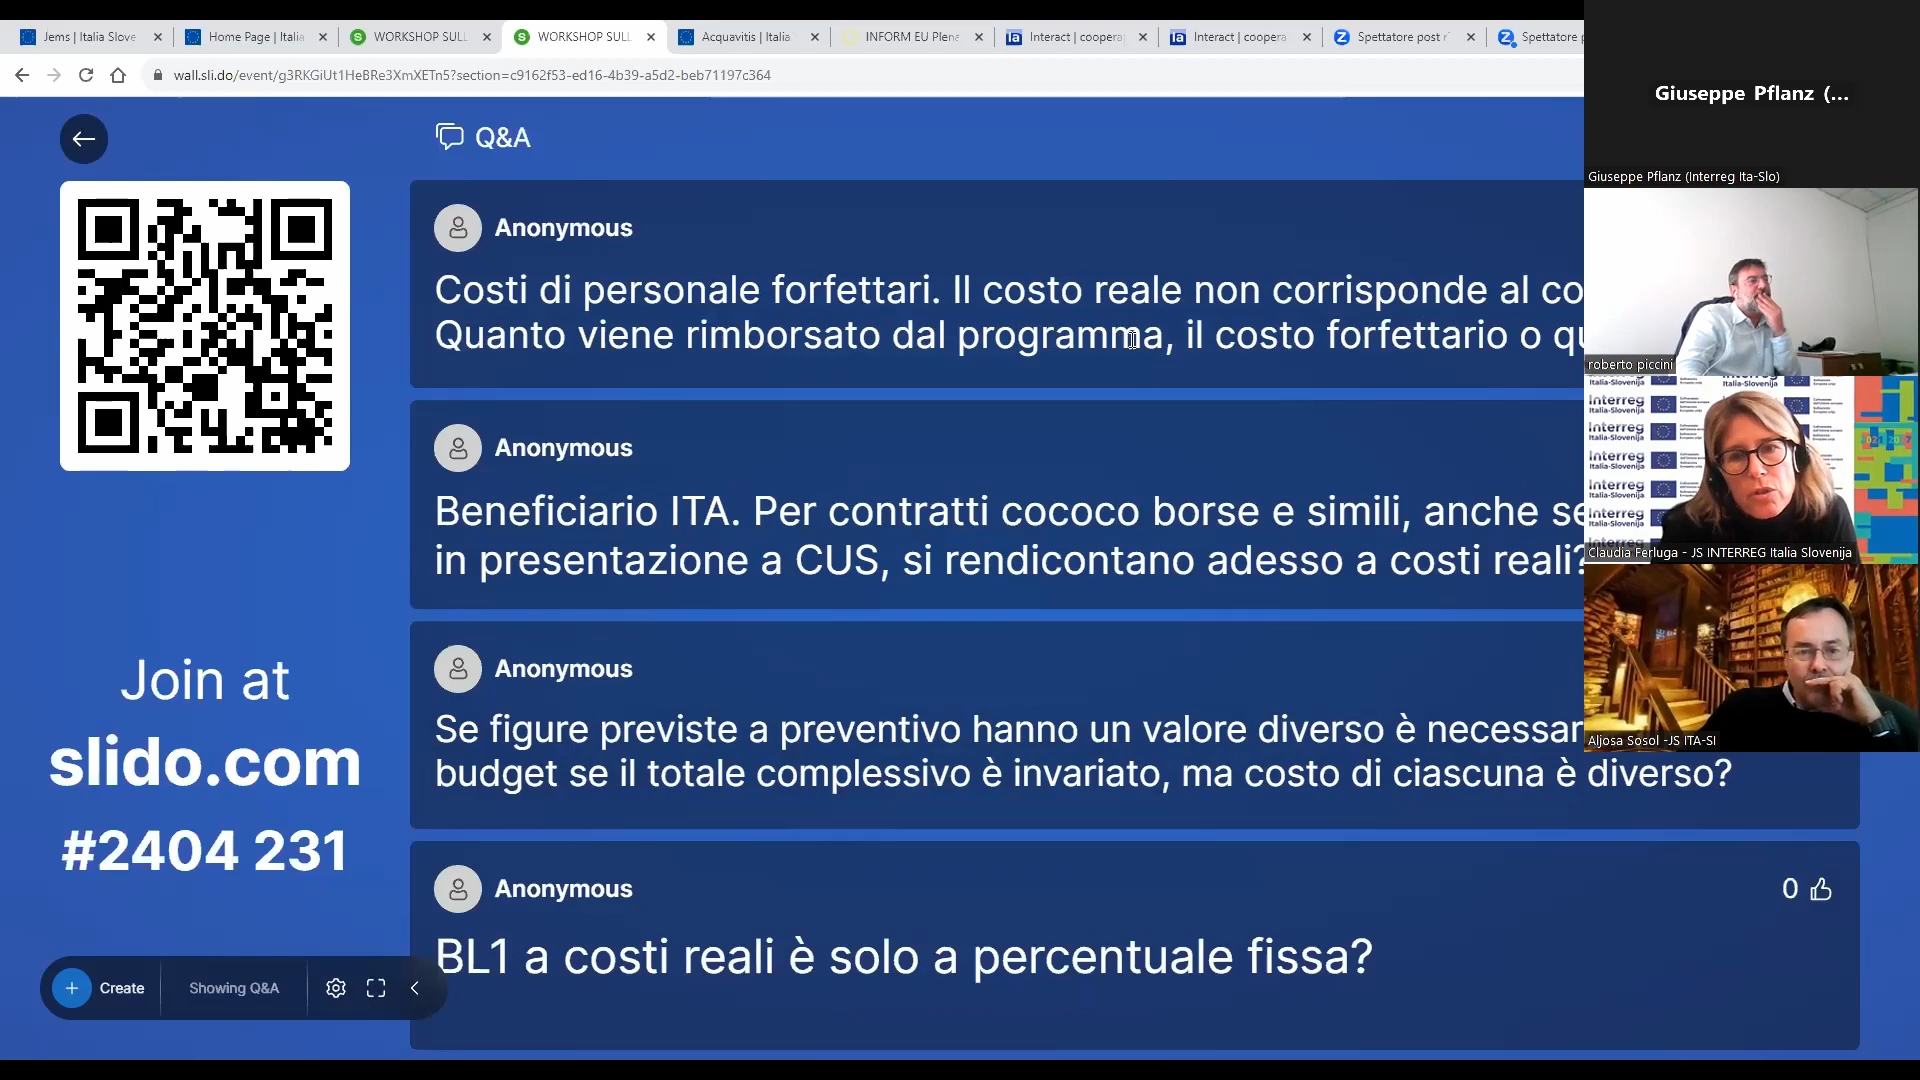 Jems | Italia Slove
Home Page | Italia
WORKSHOP SULL
WORKSHOP SULL
Acquavitis | Italia
INFORM EU Plena
Interact | coopera
Interact | coopera
Spettatore post
Spettatore p
wall.sli.do/event/g3RKGiUt1HeBRe3XmXETn5?section=c9162f53-ed16-4b39-a5d2-beb71197c364
Q&A
Anonymous
Costi di personale forfettari. Il costo reale non corrisponde al co
Quanto viene rimborsato dal programma, il costo forfettario o qu
Anonymous
Beneficiario ITA. Per contratti cococo borse e simili, anche se
in presentazione a CUS, si rendicontano adesso a costi reali?
Anonymous
Se figure previste a preventivo hanno un valore diverso è necessar
budget se il totale complessivo è invariato, ma costo di ciascuna è diverso?
Anonymous
0
BL1 a costi reali è solo a percentuale fissa?
Join at
slido.com
#2404 231
Create
Showing Q&A
Giuseppe Pflanz (...
Giuseppe Pflanz (Interreg Ita-Slo)
roberto piccini
Interreg
Italia-Slovenija
Claudia Ferluga - JS INTERREG Italia Slovenija
Aljosa Sosol -JS ITA-SI